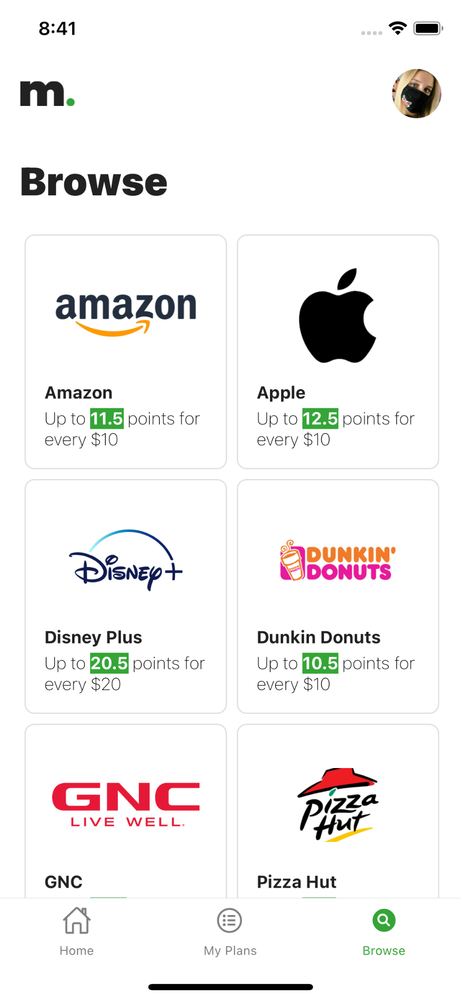 8:41
m.
Browse
amazon
Amazon
Up to 11.5 points for
every $10
Apple
Up to 12.5 points for
every $10
Disney+
Disney Plus
Up to 20.5 points for
every $20
DUNKIN'
DONUTS
Dunkin Donuts
Up to 10.5 points for
every $10
GNC
LIVE WELL.
GNC
Pizza
Hut
Pizza Hut
Home
My Plans
Browse